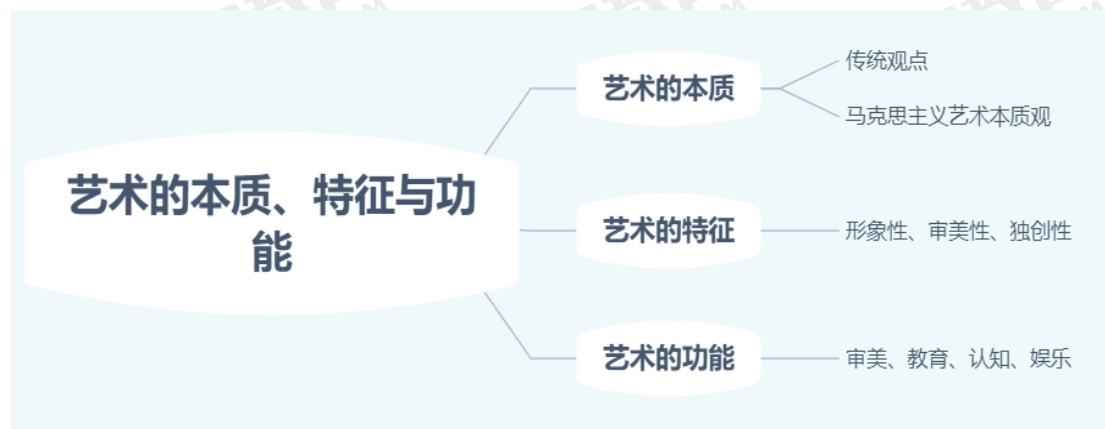 艺术的本质、特征与功
能
艺术的本质
传统观点
马克思主义艺术本质观
艺术的特征
形象性、审美性、独创性
艺术的功能
审美、教育、认知、娱乐